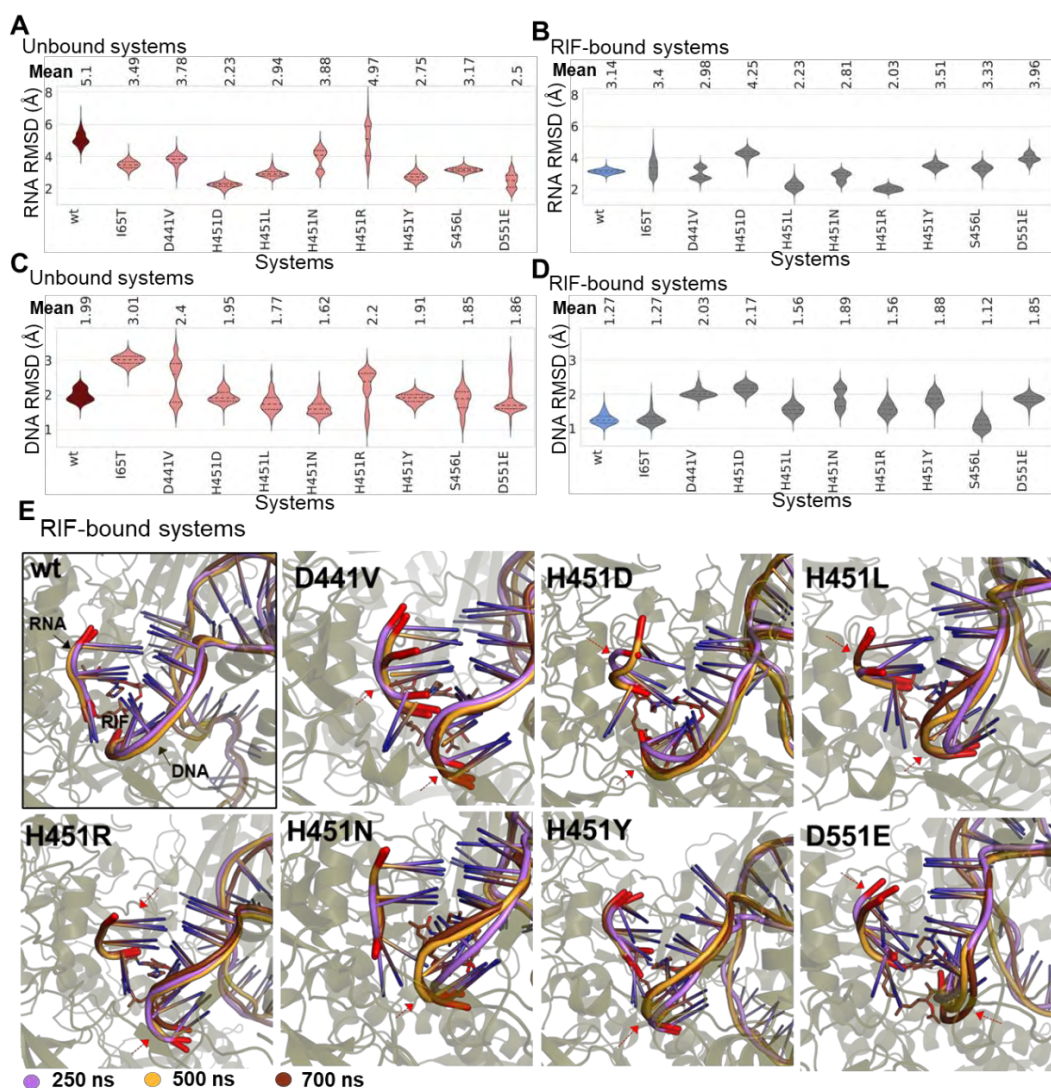 A
Unbound systems
Mean 5.1 3.49 3.78 2.23 2.94 3.88 4.97 2.75 3.17 2.5
RNA RMSD (Å)
8
6
4
2
wt I65T D441V H451D H451L H451N H451R H451Y S456L D551E
Systems
B
RIF-bound systems
Mean 3.14 3.4 2.98 4.25 2.23 2.81 2.03 3.51 3.33 3.96
RNA RMSD (Å)
8
6
4
2
wt I65T D441V H451D H451L H451N H451R H451Y S456L D551E
Systems
C
Unbound systems
Mean 1.99 3.01 2.4 1.95 1.77 1.62 2.2 1.91 1.85 1.86
DNA RMSD (Å)
3
2
1
wt I65T D441V H451D H451L H451N H451R H451Y S456L D551E
Systems
D
RIF-bound systems
Mean 1.27 1.27 2.03 2.17 1.56 1.89 1.56 1.88 1.12 1.85
DNA RMSD (Å)
3
2
1
wt I65T D441V H451D H451L H451N H451R H451Y S456L D551E
Systems
E
RIF-bound systems
wt
RNA
RIF
DNA
D441V
H451D
H451L
H451R
H451N
H451Y
D551E
250 ns 500 ns 700 ns